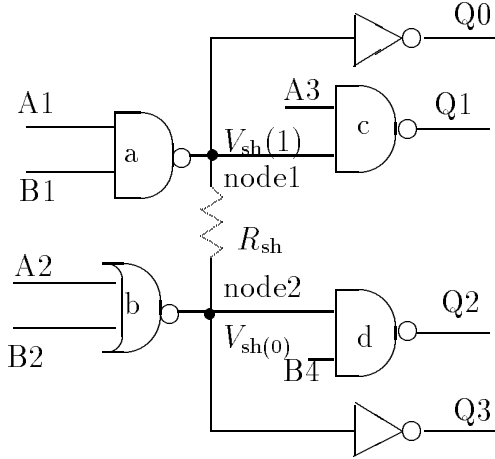 Q0
A3
Q1
A1
c
a
V_sh(1)
B1
node1
R_sh
A2
node2
b
Q2
V_sh(0)
d
B2
B4
Q3